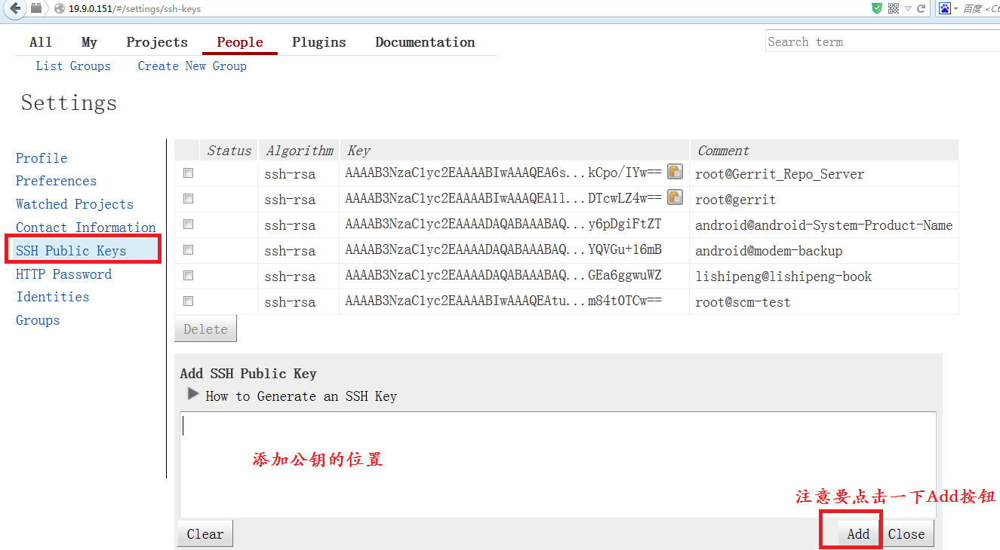 19.9.0.151/#/settings/ssh-keys
百度 <Ct
All My Projects People Plugins Documentation
Search term
List Groups Create New Group
Settings
Profile
Preferences
Watched Projects
Contact Information
SSH Public Keys
HTTP Password
Identities
Groups
Status Algorithm Key Comment
ssh-rsa AAAAB3NzaC1yc2EAAAABIwAAAQEA6s...kCpo/IYw== root@Gerrit_Repo_Server
ssh-rsa AAAAB3NzaC1yc2EAAAABIwAAAQEA1l...DTcwLZ4w== root@gerrit
ssh-rsa AAAAB3NzaC1yc2EAAAADAQABAAABAQ...y6pDgiFtZT android@android-System-Product-Name
ssh-rsa AAAAB3NzaC1yc2EAAAADAQABAAABAQ...YQVGu+16mB android@modem-backup
ssh-rsa AAAAB3NzaC1yc2EAAAADAQABAAABAQ...GEa6ggwuWZ lishipeng@lishipeng-book
ssh-rsa AAAAB3NzaC1yc2EAAAABIwAAAQEAtu...m84t0TCw== root@scm-test
Delete
Add SSH Public Key
How to Generate an SSH Key
添加公钥的位置
注意要点击一下Add按钮
Clear Add Close